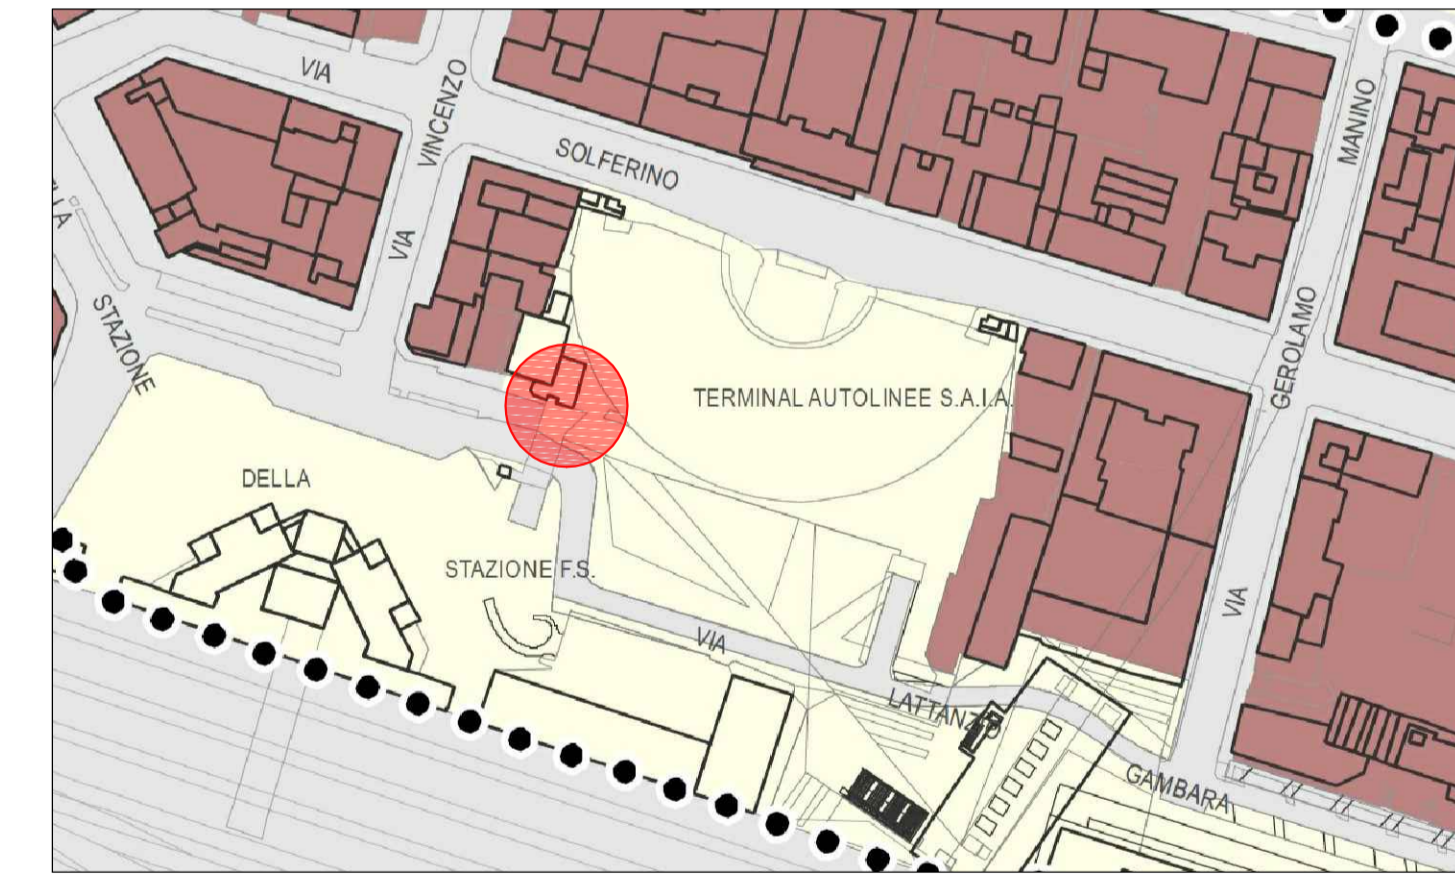 VIA
VINCENZO
MANINO
SOLFERINO
VIA
GEROLAMO
STAZIONE
TERMINAL AUTOLINEE S.A.I.A.
DELLA
STAZIONE F.S.
VIA
VIA
LATTANZIO
GAMBARA